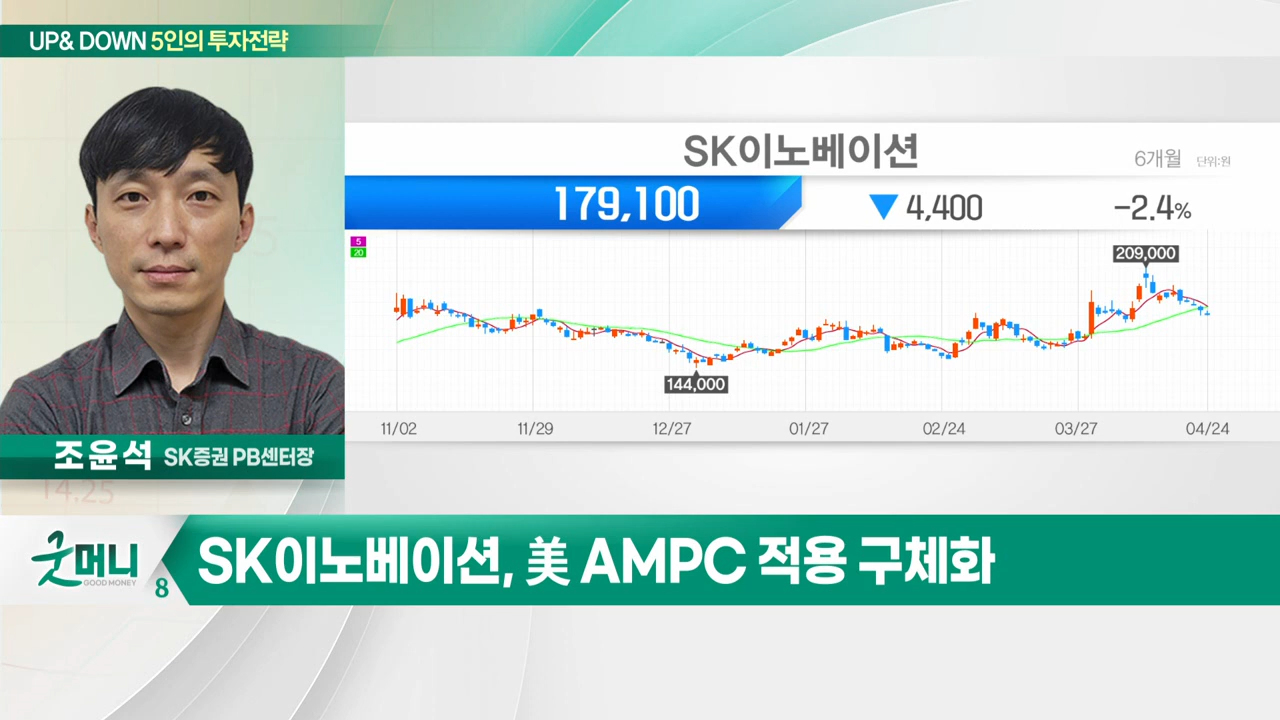 UP& DOWN 5인의 투자전략
SK이노베이션
6개월 단위:원
179,100 ▼ 4,400 -2.4%
5
20
209,000
144,000
11/02 11/29 12/27 01/27 02/24 03/27 04/24
조윤석 SK증권 PB센터장
14.25
굿머니
GOOD MONEY
8
SK이노베이션, 美 AMPC 적용 구체화